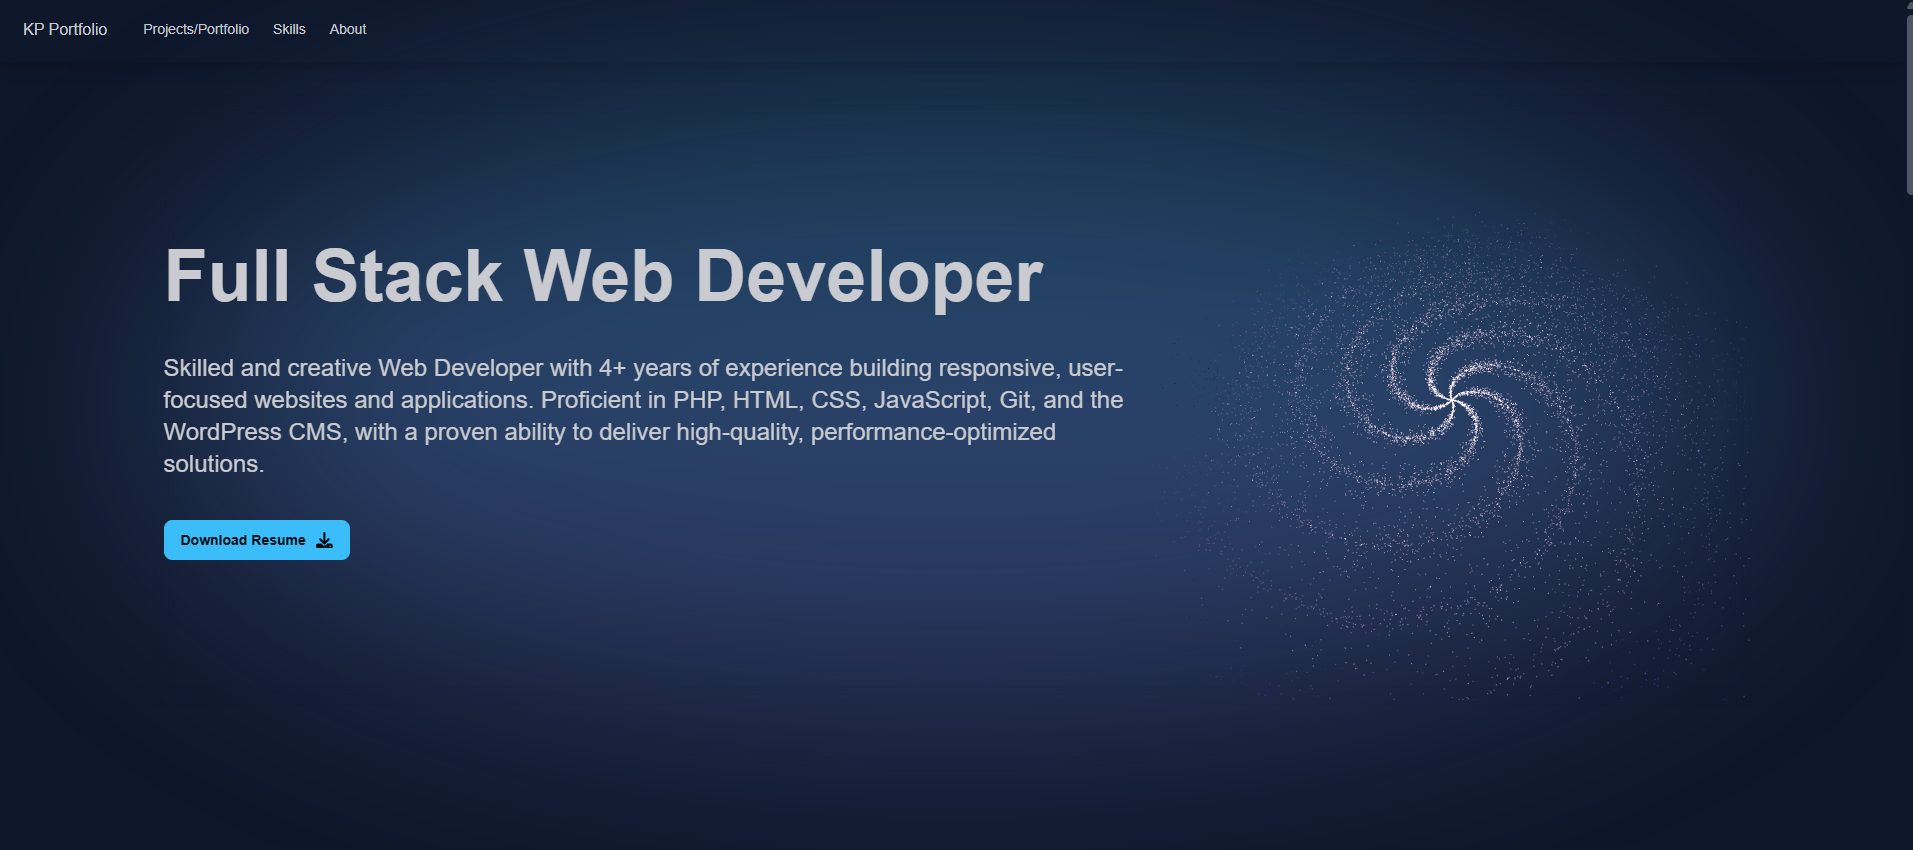 KP Portfolio Projects/Portfolio Skills About
Full Stack Web Developer
Skilled and creative Web Developer with 4+ years of experience building responsive, user-
focused websites and applications. Proficient in PHP, HTML, CSS, JavaScript, Git, and the
WordPress CMS, with a proven ability to deliver high-quality, performance-optimized
solutions.
Download Resume